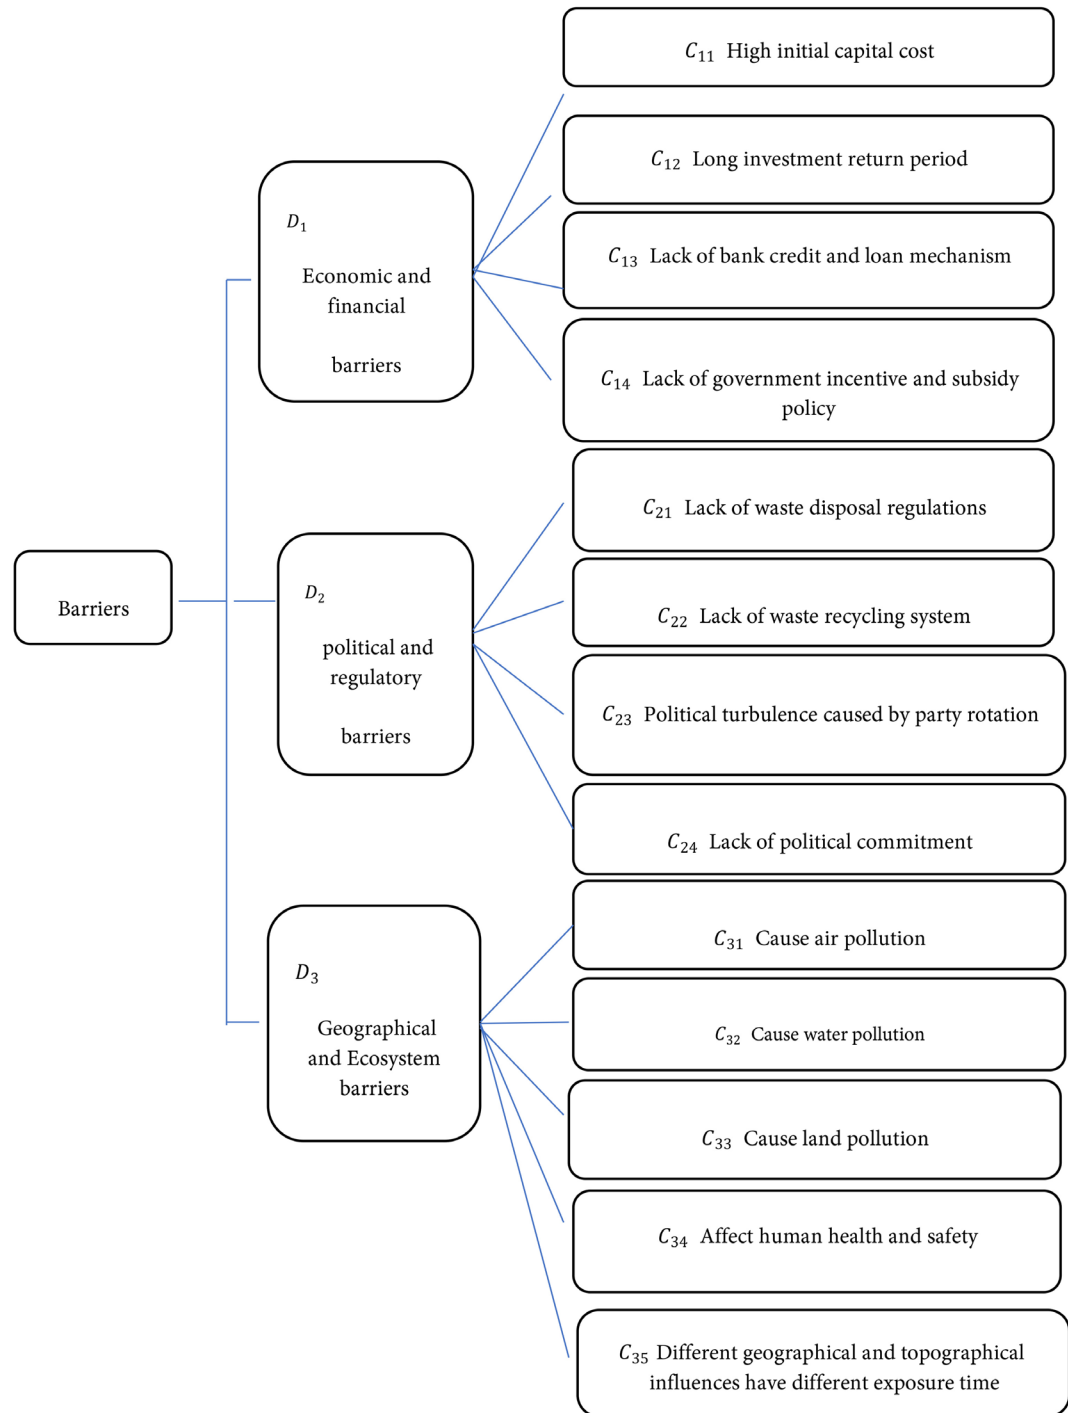 Barriers
D₁
Economic and
financial
barriers
C₁₁ High initial capital cost
C₁₂ Long investment return period
C₁₃ Lack of bank credit and loan mechanism
C₁₄ Lack of government incentive and subsidy
policy
D₂
political and
regulatory
barriers
C₂₁ Lack of waste disposal regulations
C₂₂ Lack of waste recycling system
C₂₃ Political turbulence caused by party rotation
C₂₄ Lack of political commitment
D₃
Geographical
and Ecosystem
barriers
C₃₁ Cause air pollution
C₃₂ Cause water pollution
C₃₃ Cause land pollution
C₃₄ Affect human health and safety
C₃₅ Different geographical and topographical
influences have different exposure time